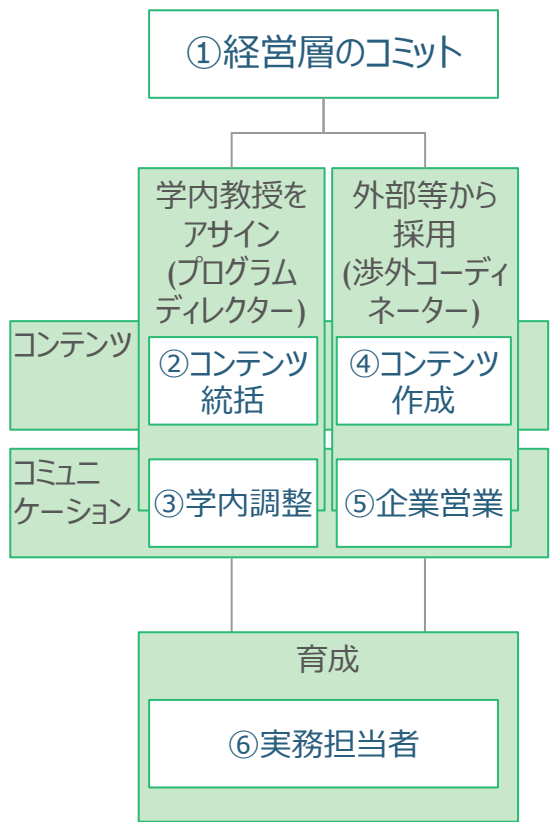 ①経営層のコミット
学内教授を
アサイン
(プログラム
ディレクター)
外部等から
採用
(渉外コーディ
ネーター)
コンテンツ
②コンテンツ
統括
④コンテンツ
作成
コミュニ
ケーション
③学内調整
⑤企業営業
育成
⑥実務担当者